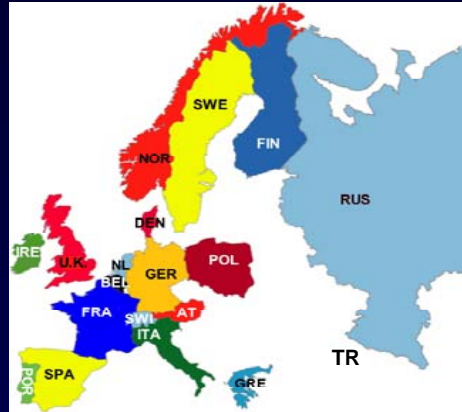 SWE
FIN
NOR
RUS
DEN
IRE
U.K.
NL
GER
POL
BEL
FRA
SWI
AT
ITA
TR
POR
SPA
GRE